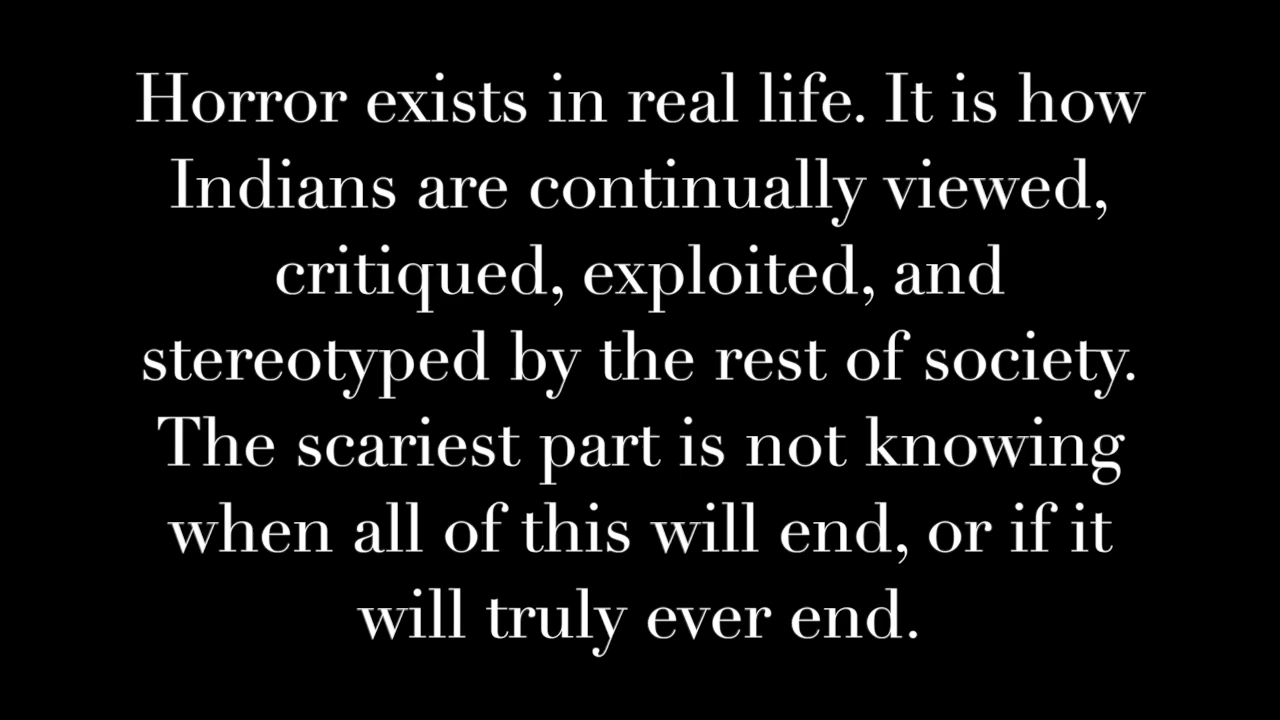 Horror exists in real life. It is how
Indians are continually viewed,
critiqued, exploited, and
stereotyped by the rest of society.
The scariest part is not knowing
when all of this will end, or if it
will truly ever end.